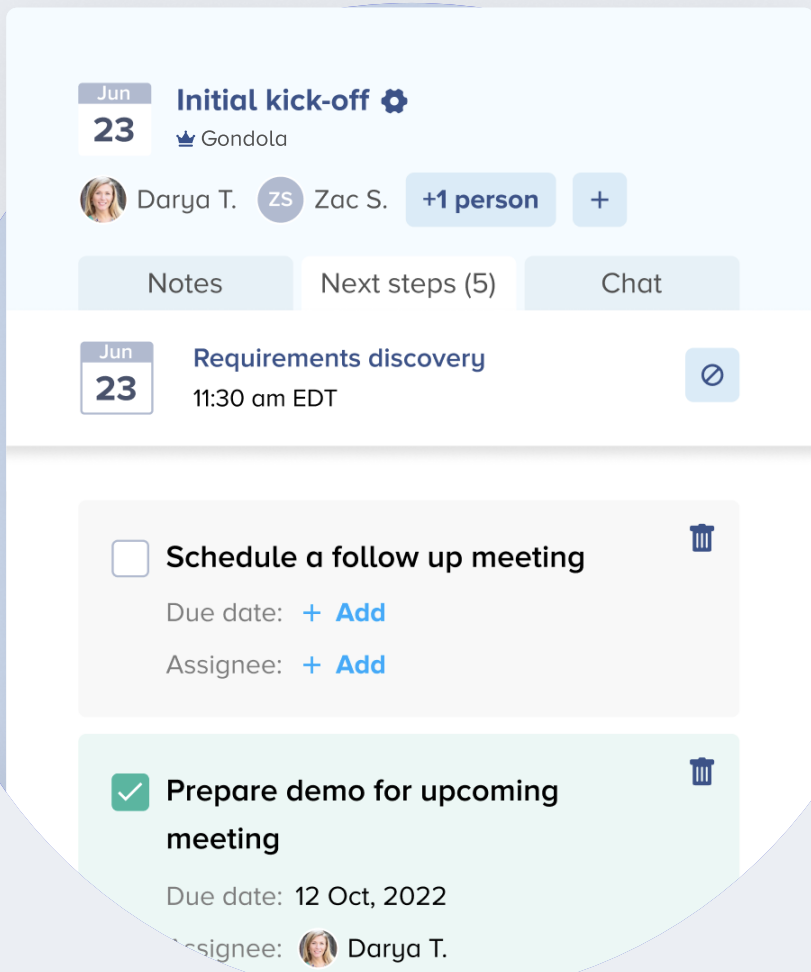 Jun
23
Initial kick-off
Gondola
Darya T.
ZS
Zac S.
+1 person
+
Notes
Next steps (5)
Chat
Jun
23
Requirements discovery
11:30 am EDT
Schedule a follow up meeting
Due date: + Add
Assignee: + Add
Prepare demo for upcoming
meeting
Due date: 12 Oct, 2022
Assignee: Darya T.